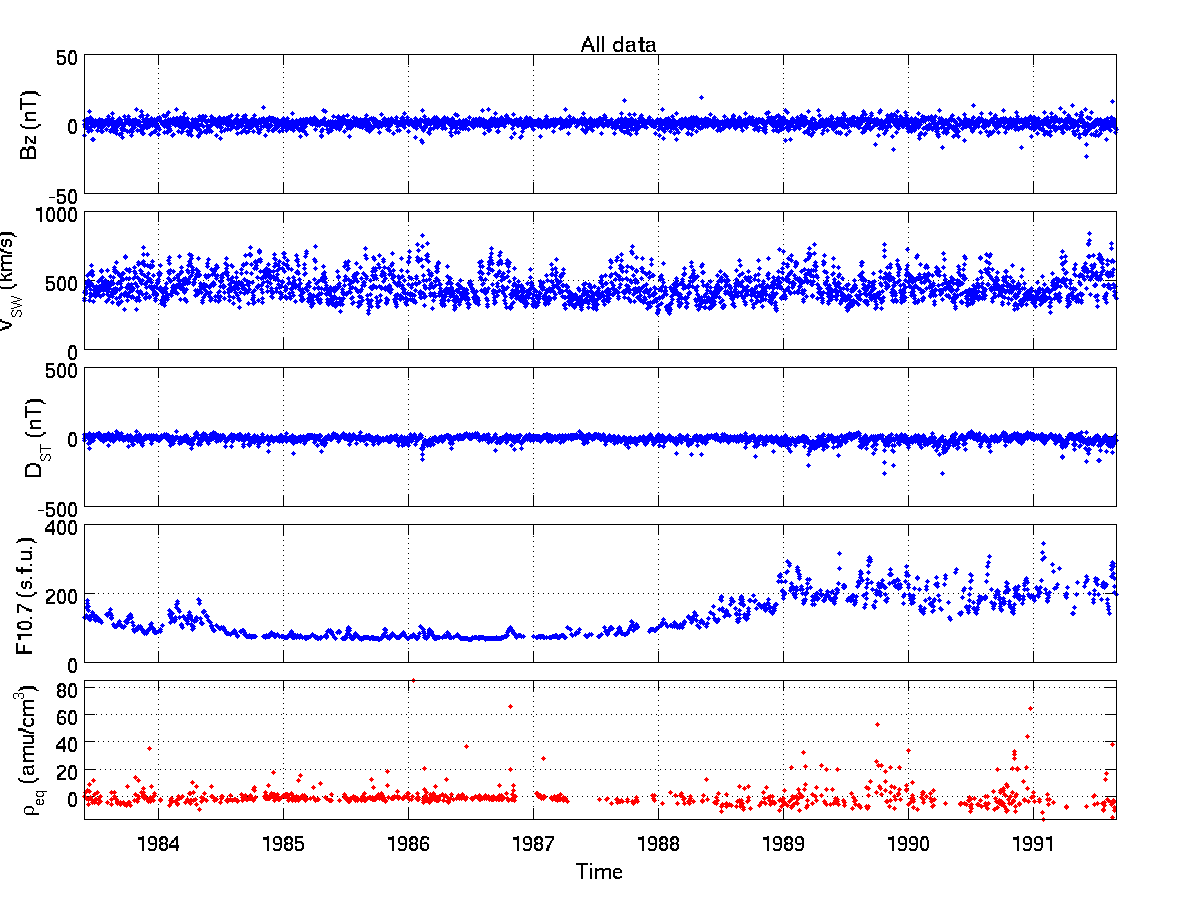 All data
50
0
-50
Bz (nT)
1000
500
0
V_SW (km/s)
500
0
-500
D_ST (nT)
400
200
0
F10.7 (s.f.u.)
80
60
40
20
0
ρ_eq (amu/cm³)
1984 1985 1986 1987 1988 1989 1990 1991
Time